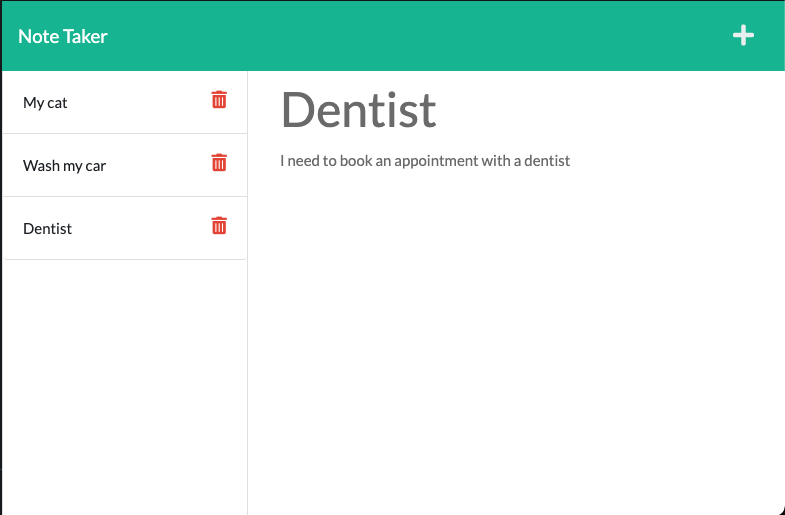 Note Taker
My cat
Wash my car
Dentist
Dentist
I need to book an appointment with a dentist